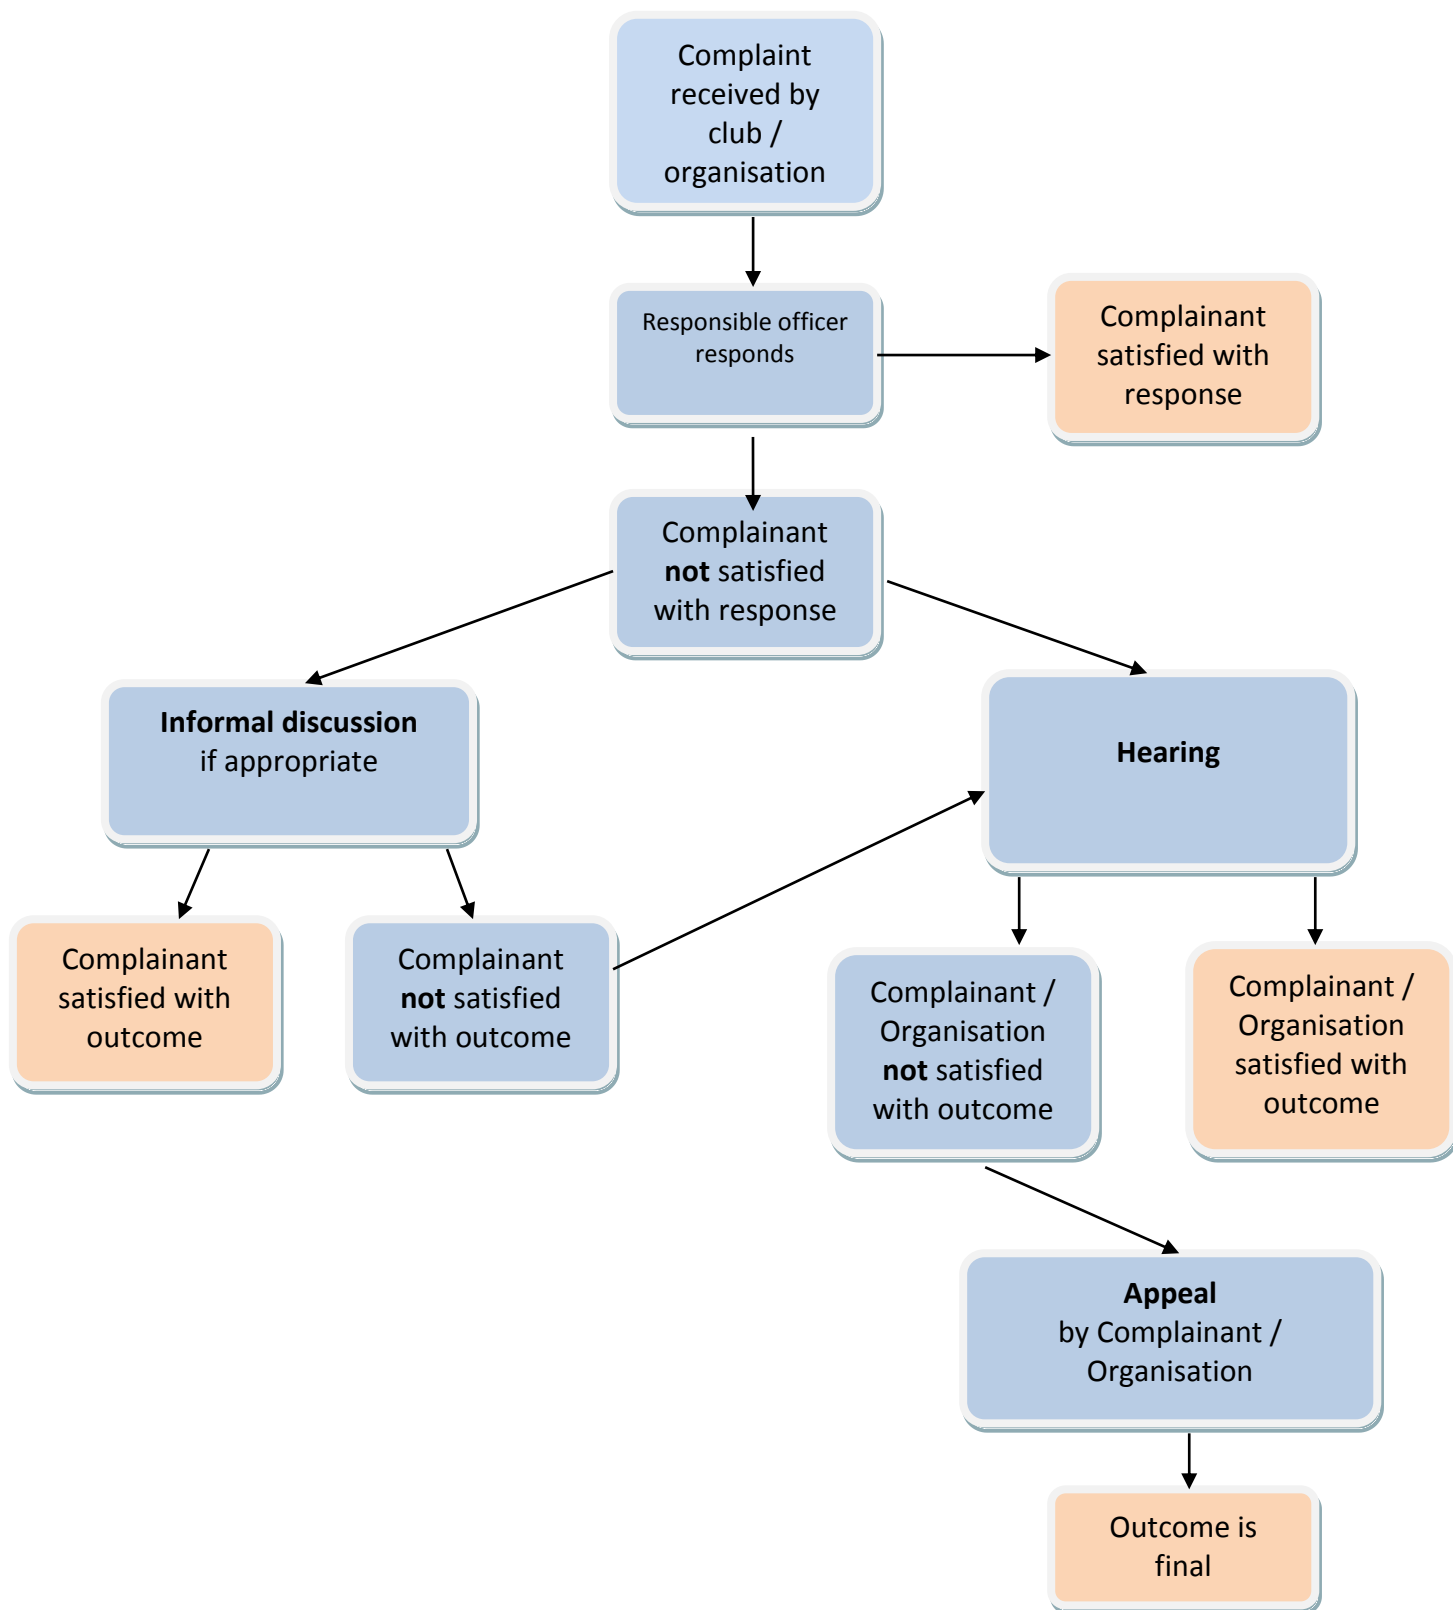 Complaint
received by
club /
organisation
Responsible officer
responds
Complainant
satisfied with
response
Complainant
not satisfied
with response
Informal discussion
if appropriate
Hearing
Complainant
satisfied with
outcome
Complainant
not satisfied
with outcome
Complainant /
Organisation
not satisfied
with outcome
Complainant /
Organisation
satisfied with
outcome
Appeal
by Complainant /
Organisation
Outcome is
final